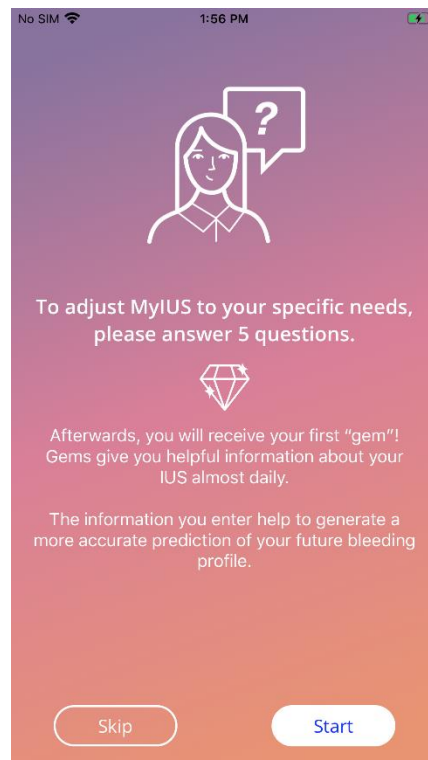 No SIM 1:56 PM
?
To adjust MyIUS to your specific needs,
please answer 5 questions.
Afterwards, you will receive your first “gem”!
Gems give you helpful information about your
IUS almost daily.
The information you enter help to generate a
more accurate prediction of your future bleeding
profile.
Skip Start